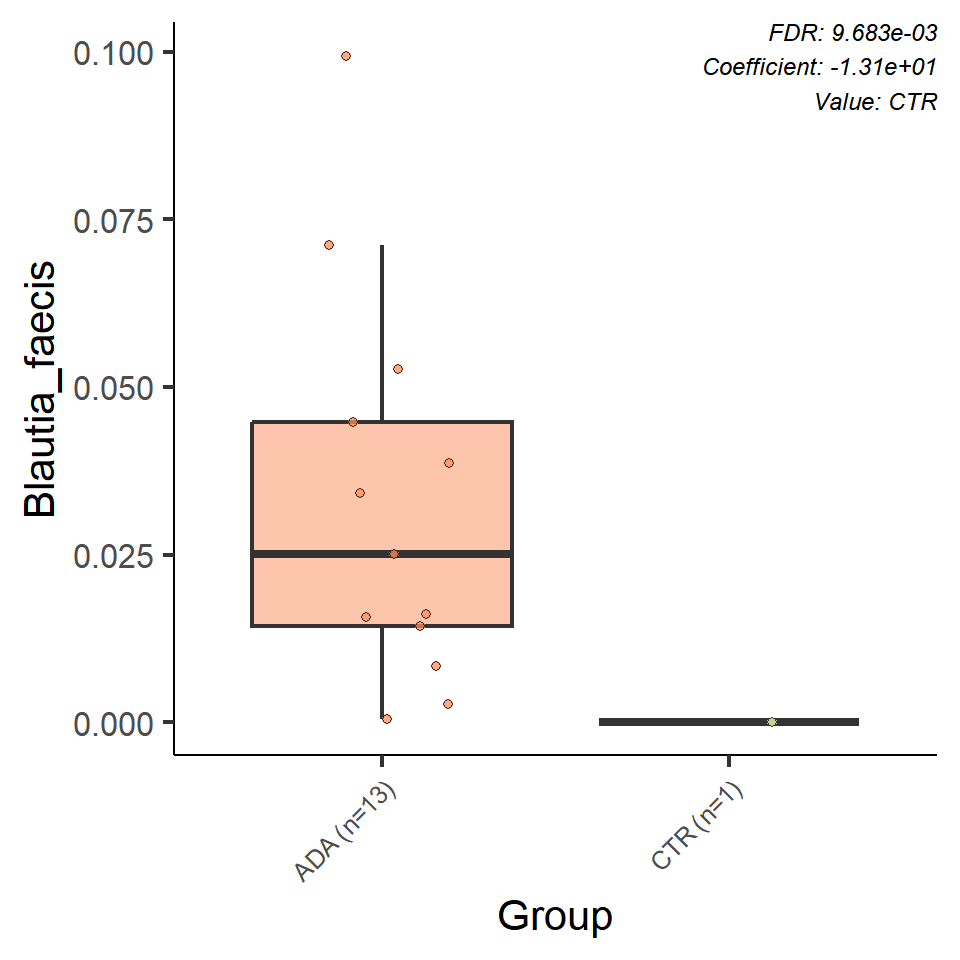 FDR: 9.683e-03
Coefficient: -1.31e+01
Value: CTR
0.100
0.075
0.050
0.025
0.000
Blautia_faecis
ADA (n=13)
CTR (n=1)
Group